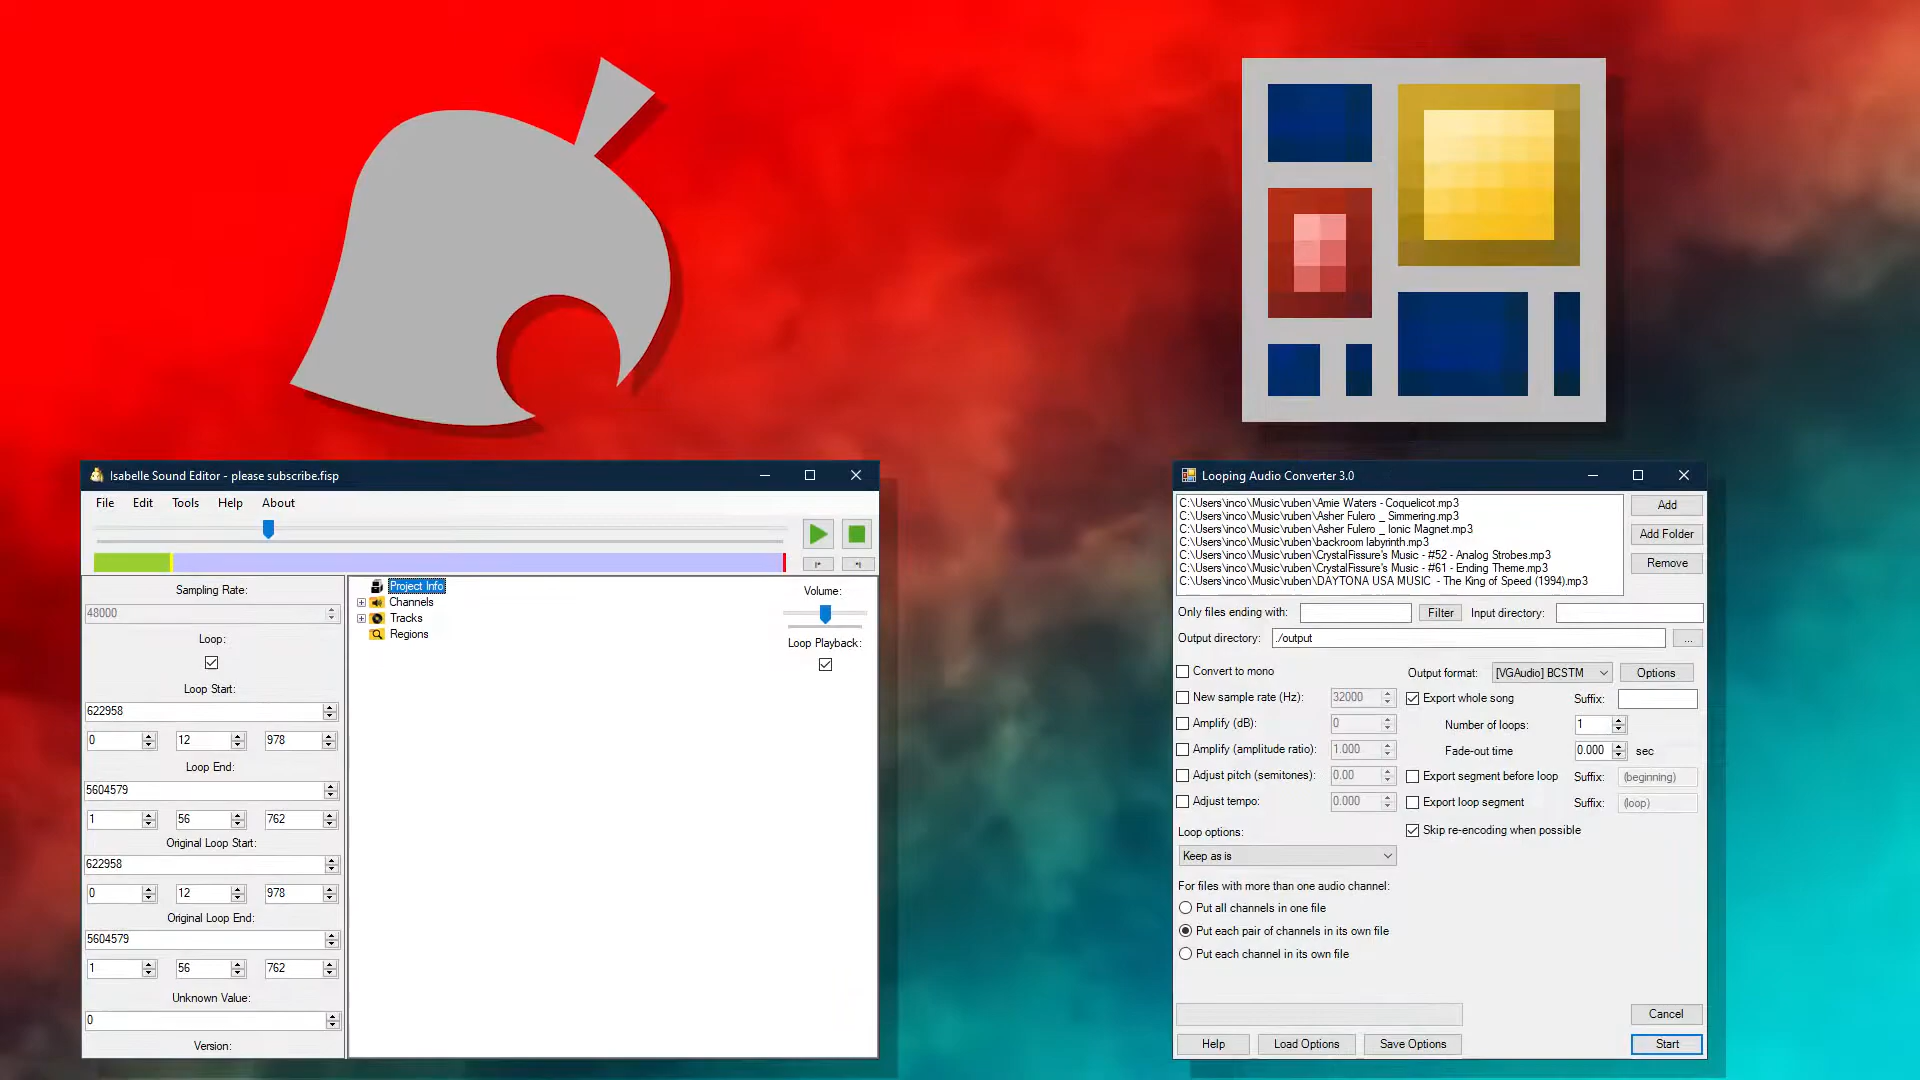 Isabelle Sound Editor - please subscribe.fisp
File Edit Tools Help About
Sampling Rate:
48000
Loop:
Loop Start:
622958
0 12 978
Loop End:
5604579
1 56 762
Original Loop Start:
622958
0 12 978
Original Loop End:
5604579
1 56 762
Unknown Value:
0
Version:
Project Info
Channels
Tracks
Regions
Volume:
Loop Playback:
Looping Audio Converter 3.0
C:\Users\inco\Music\ruben\Amie Waters - Coquelicot.mp3
C:\Users\inco\Music\ruben\Asher Fulero _ Simmering.mp3
C:\Users\inco\Music\ruben\Asher Fulero _ Ionic Magnet.mp3
C:\Users\inco\Music\ruben\backroom labyrinth.mp3
C:\Users\inco\Music\ruben\CrystalFissure's Music - #52 - Analog Strobes.mp3
C:\Users\inco\Music\ruben\CrystalFissure's Music - #61 - Ending Theme.mp3
C:\Users\inco\Music\ruben\DAYTONA USA MUSIC - The King of Speed (1994).mp3
Add
Add Folder
Remove
Only files ending with: Filter Input directory:
Output directory: ./output ...
Convert to mono
New sample rate (Hz): 32000
Amplify (dB): 0
Amplify (amplitude ratio): 1.000
Adjust pitch (semitones): 0.00
Adjust tempo: 0.000
Loop options:
Keep as is
For files with more than one audio channel:
Put all channels in one file
Put each pair of channels in its own file
Put each channel in its own file
Output format: [VGAudio] BCSTM Options
Export whole song Suffix:
Number of loops: 1
Fade-out time 0.000 sec
Export segment before loop Suffix: (beginning)
Export loop segment Suffix: (loop)
Skip re-encoding when possible
Cancel
Help Load Options Save Options Start